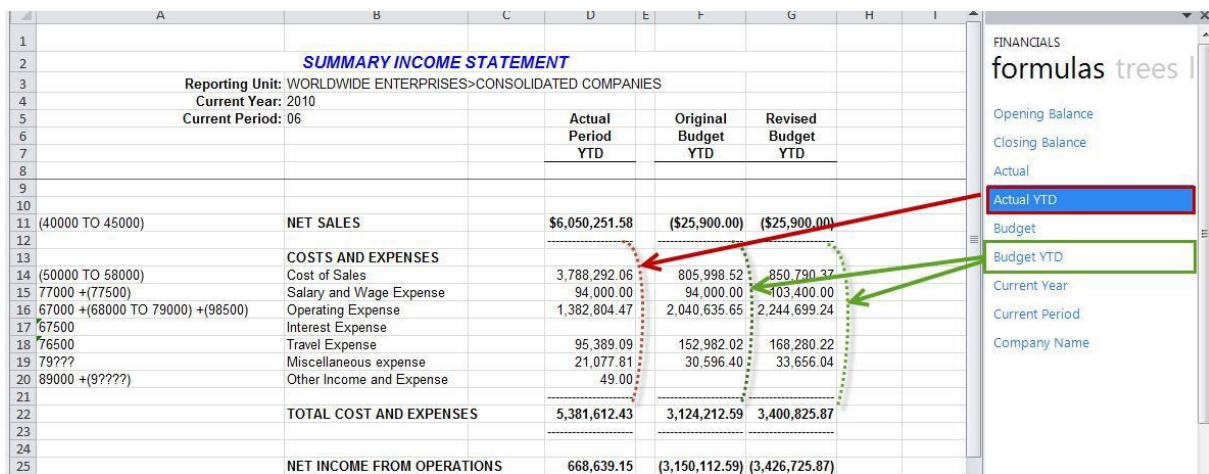 A B C D E F G H I
1
2 SUMMARY INCOME STATEMENT
3 Reporting Unit: WORLDWIDE ENTERPRISES>CONSOLIDATED COMPANIES
4 Current Year: 2010
5 Current Period: 06 Actual Original Revised
6 Period Budget Budget
7 YTD YTD YTD
8
9
10
11 (40000 TO 45000) NET SALES $6,050,251.58 ($25,900.00) ($25,900.00)
12
13 COSTS AND EXPENSES
14 (50000 TO 58000) Cost of Sales 3,788,292.06 805,998.52 850,790.37
15 77000 +(77500) Salary and Wage Expense 94,000.00 94,000.00 103,400.00
16 67000 +(68000 TO 79000) +(98500) Operating Expense 1,382,804.47 2,040,635.65 2,244,699.24
17 67500 Interest Expense
18 76500 Travel Expense 95,389.09 152,982.02 168,280.22
19 79??? Miscellaneous expense 21,077.81 30,596.40 33,656.04
20 89000 +(9????) Other Income and Expense 49.00
21
22 TOTAL COST AND EXPENSES 5,381,612.43 3,124,212.59 3,400,825.87
23
24
25 NET INCOME FROM OPERATIONS 668,639.15 (3,150,112.59) (3,426,725.87)
FINANCIALS
formulas trees l
Opening Balance
Closing Balance
Actual
Actual YTD
Budget
Budget YTD
Current Year
Current Period
Company Name